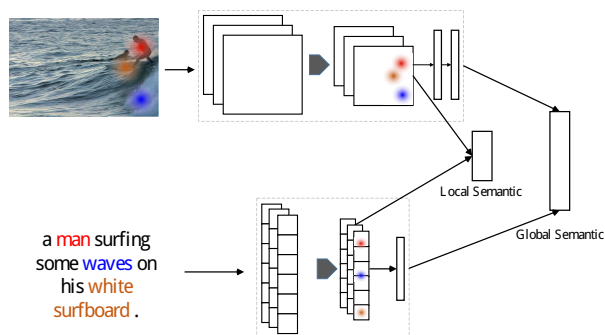 Local Semantic
Global Semantic
a man surfing
some waves on
his white
surfboard .